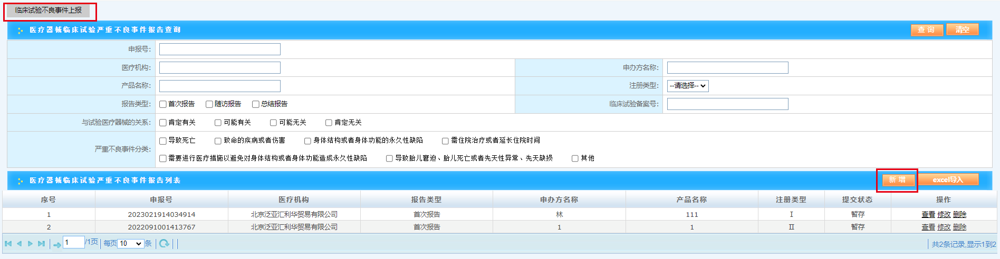 临床试验不良事件上报
医疗器械临床试验严重不良事件报告查询 查 询 清空
申报号:
医疗机构: 申办方名称:
产品名称: 注册类型: --请选择--
报告类型: 首次报告 随访报告 总结报告 临床试验备案号:
与试验医疗器械的关系: 肯定有关 可能有关 可能无关 肯定无关
严重不良事件分类: 导致死亡 致命的疾病或者伤害 身体结构或者身体功能的永久性缺陷 需住院治疗或者延长住院时间
需要进行医疗措施以避免对身体结构或者身体功能造成永久性缺陷 导致胎儿窘迫、胎儿死亡或者先天性异常、先天缺损 其他
医疗器械临床试验严重不良事件报告列表 新 增 excel导入
序号 申报号 医疗机构 报告类型 申办方名称 产品名称 注册类型 提交状态 操作
1 2023021914034914 北京泛亚汇利华贸易有限公司 首次报告 林 111 I 暂存 查看 修改 删除
2 2022091001413767 北京泛亚汇利华贸易有限公司 首次报告 1 1 II 暂存 查看 修改 删除
1 /1页 每页 10 条 共2条记录,显示1到2